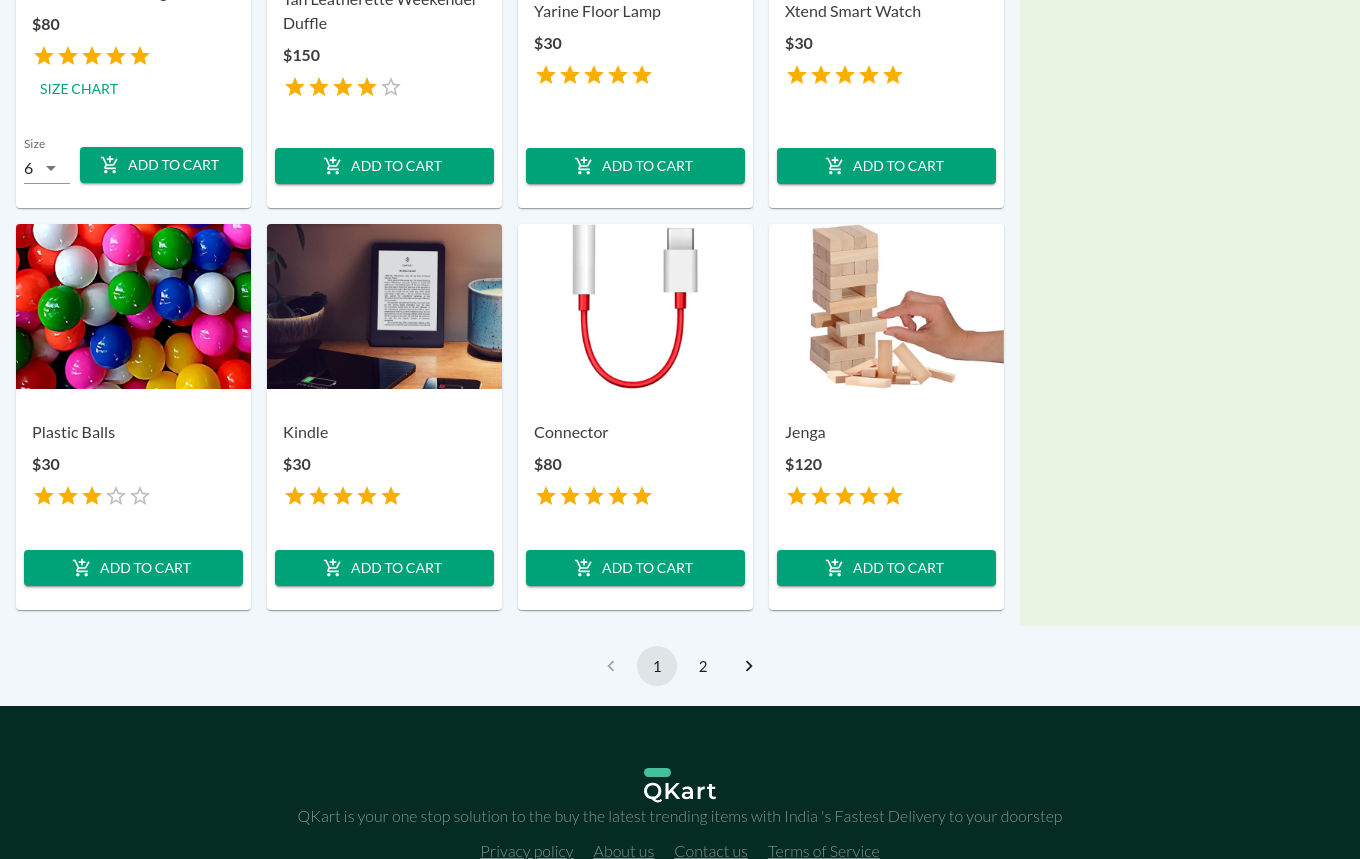 $80
SIZE CHART
Size
6
ADD TO CART
Tan Leatherette Weekender
Duffle
$150
ADD TO CART
Yarine Floor Lamp
$30
ADD TO CART
Xtend Smart Watch
$30
ADD TO CART
Plastic Balls
$30
ADD TO CART
Kindle
$30
ADD TO CART
Connector
$80
ADD TO CART
Jenga
$120
ADD TO CART
1
2
QKart
QKart is your one stop solution to the buy the latest trending items with India 's Fastest Delivery to your doorstep
Privacy policy
About us
Contact us
Terms of Service